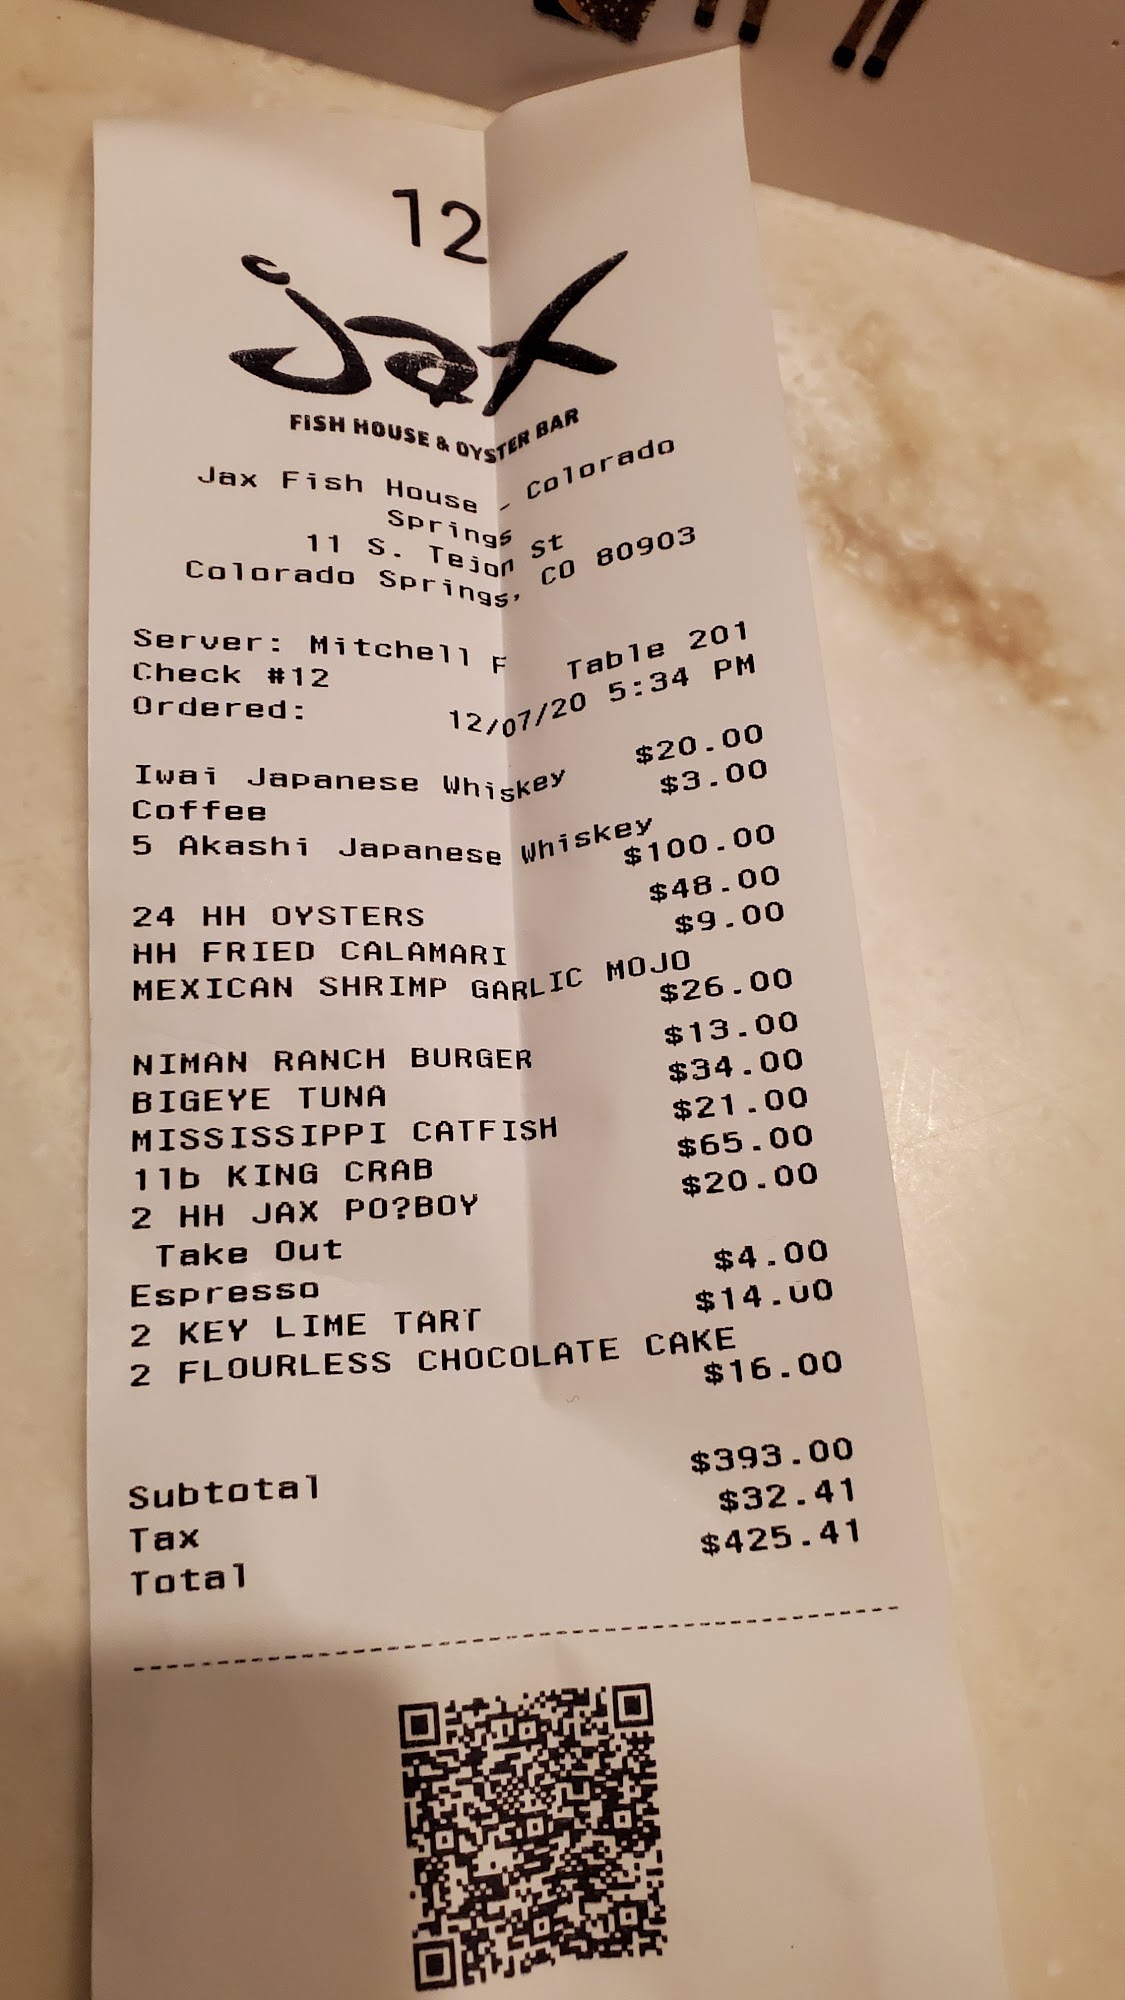 12
jax
FISH HOUSE & OYSTER BAR
Jax Fish House - Colorado
Springs
11 S. Tejon St
Colorado Springs, CO 80903
Server: Mitchell F Table 201
Check #12
Ordered: 12/07/20 5:34 PM
Iwai Japanese Whiskey $20.00
Coffee $3.00
5 Akashi Japanese Whiskey
$100.00
24 HH OYSTERS $48.00
HH FRIED CALAMARI $9.00
MEXICAN SHRIMP GARLIC MOJO
$26.00
NIMAN RANCH BURGER $13.00
BIGEYE TUNA $34.00
MISSISSIPPI CATFISH $21.00
1lb KING CRAB $65.00
2 HH JAX PO?BOY $20.00
Take Out
Espresso $4.00
2 KEY LIME TART $14.00
2 FLOURLESS CHOCOLATE CAKE
$16.00
Subtotal $393.00
Tax $32.41
Total $425.41